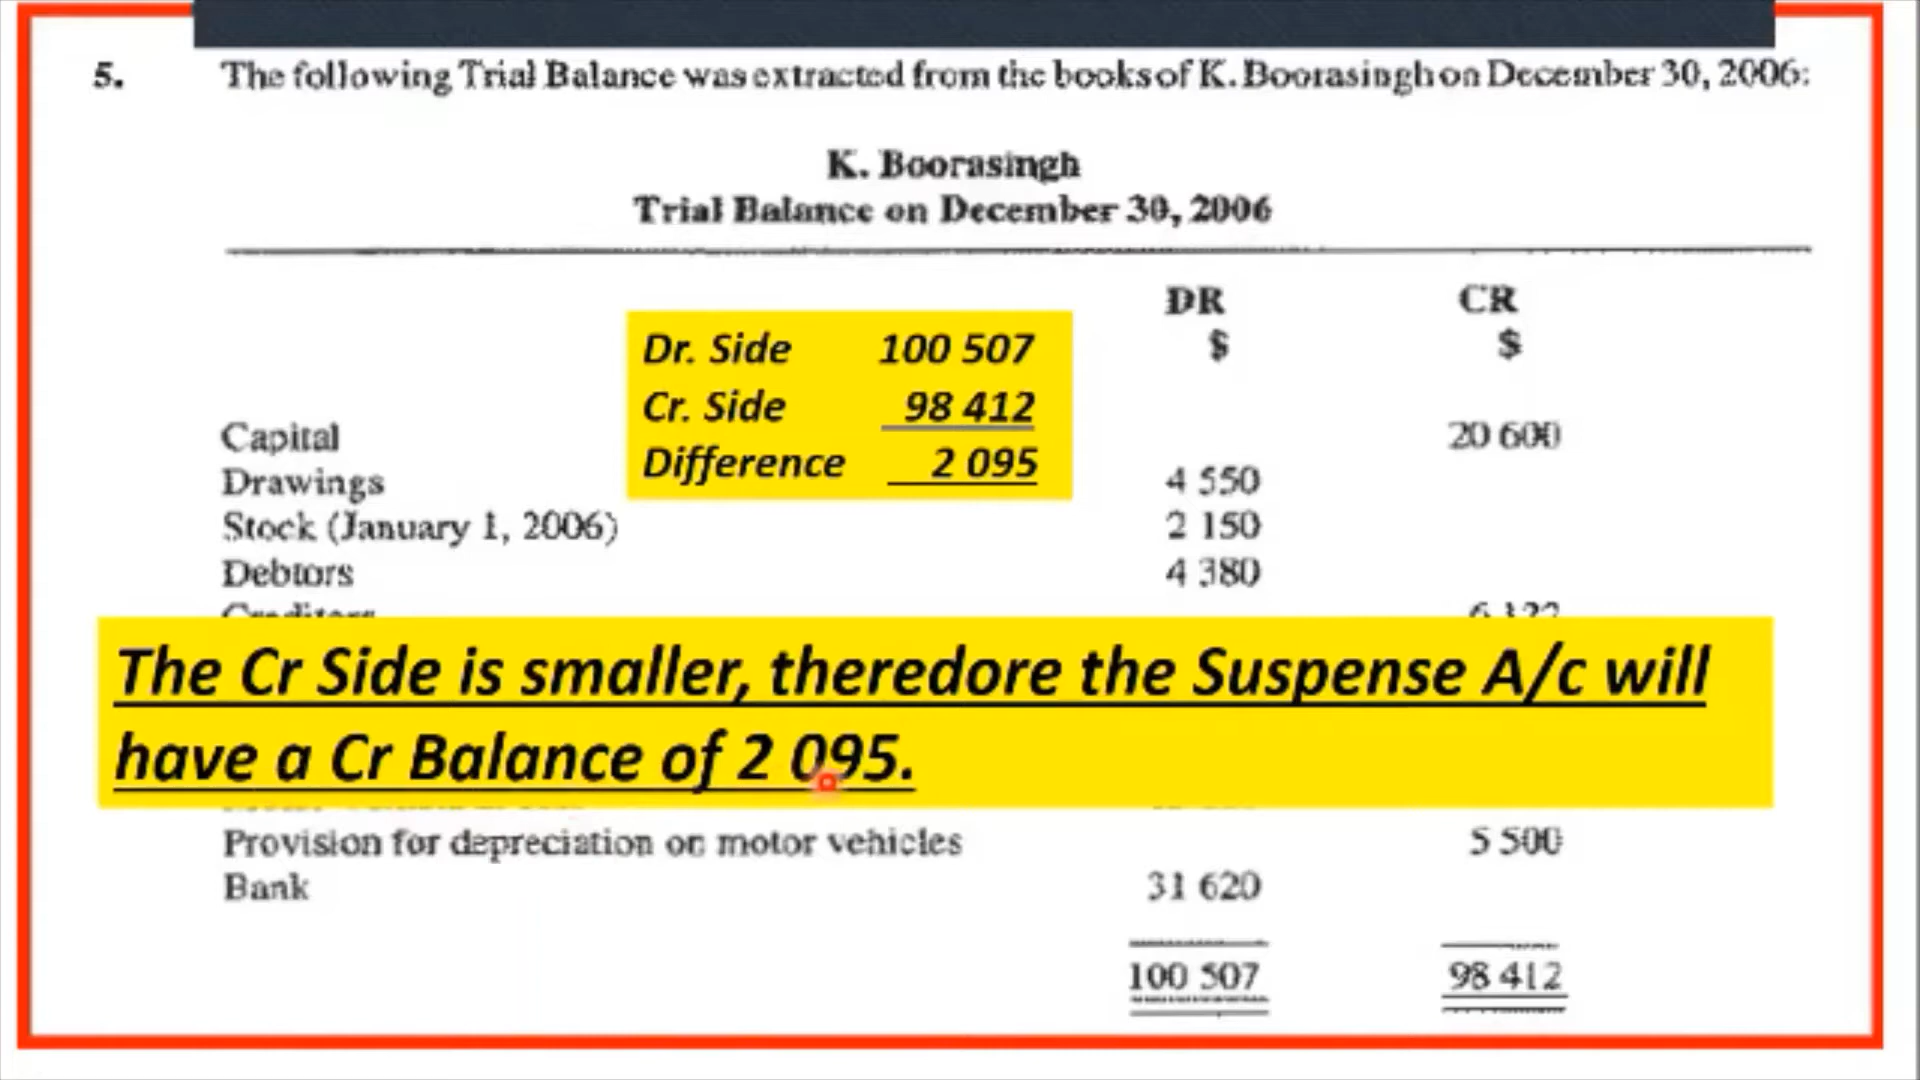 5. The following Trial Balance was extracted from the books of K. Boorasingh on December 30, 2006:
K. Boorasingh
Trial Balance on December 30, 2006
DR CR
$ $
Dr. Side 100 507
Cr. Side 98 412
Difference 2 095
Capital 20 600
Drawings 4 550
Stock (January 1, 2006) 2 150
Debtors 4 380
Creditors 6 122
The Cr Side is smaller, theredore the Suspense A/c will
have a Cr Balance of 2 095.
Provision for depreciation on motor vehicles 5 500
Bank 31 620
100 507 98 412